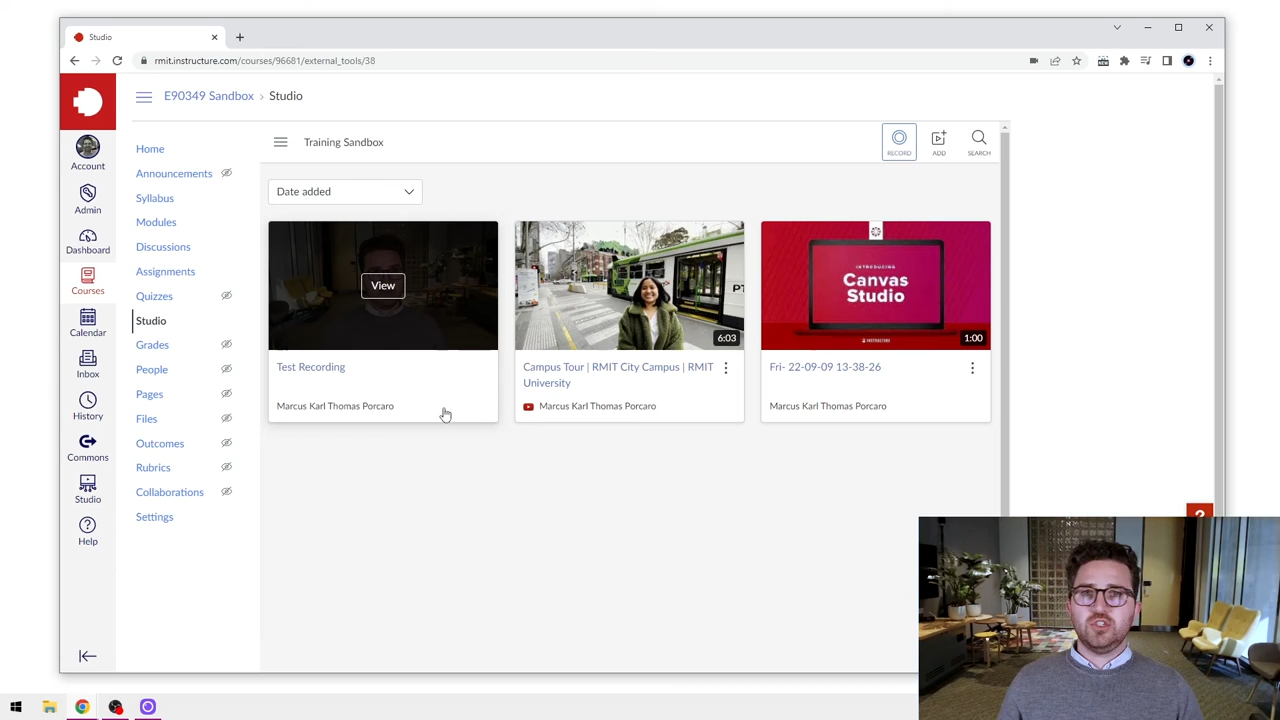 Studio
rmit.instructure.com/courses/96681/external_tools/38
E90349 Sandbox › Studio
Account
Admin
Dashboard
Courses
Calendar
Inbox
History
Commons
Studio
Help
Home
Announcements
Syllabus
Modules
Discussions
Assignments
Quizzes
Studio
Grades
People
Pages
Files
Outcomes
Rubrics
Collaborations
Settings
Training Sandbox
RECORD
ADD
SEARCH
Date added
View
Test Recording
Marcus Karl Thomas Porcaro
6:03
Campus Tour | RMIT City Campus | RMIT
University
Marcus Karl Thomas Porcaro
INTRODUCING
Canvas
Studio
INSTRUCTURE
1:00
Fri- 22-09-09 13-38-26
Marcus Karl Thomas Porcaro